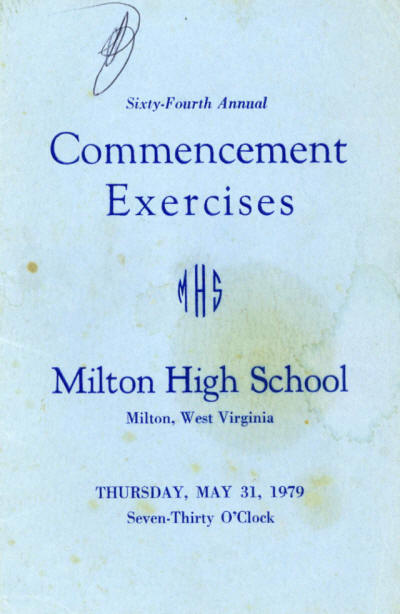 Sixty-Fourth Annual
Commencement
Exercises
MHS
Milton High School
Milton, West Virginia
THURSDAY, MAY 31, 1979
Seven-Thirty O'Clock